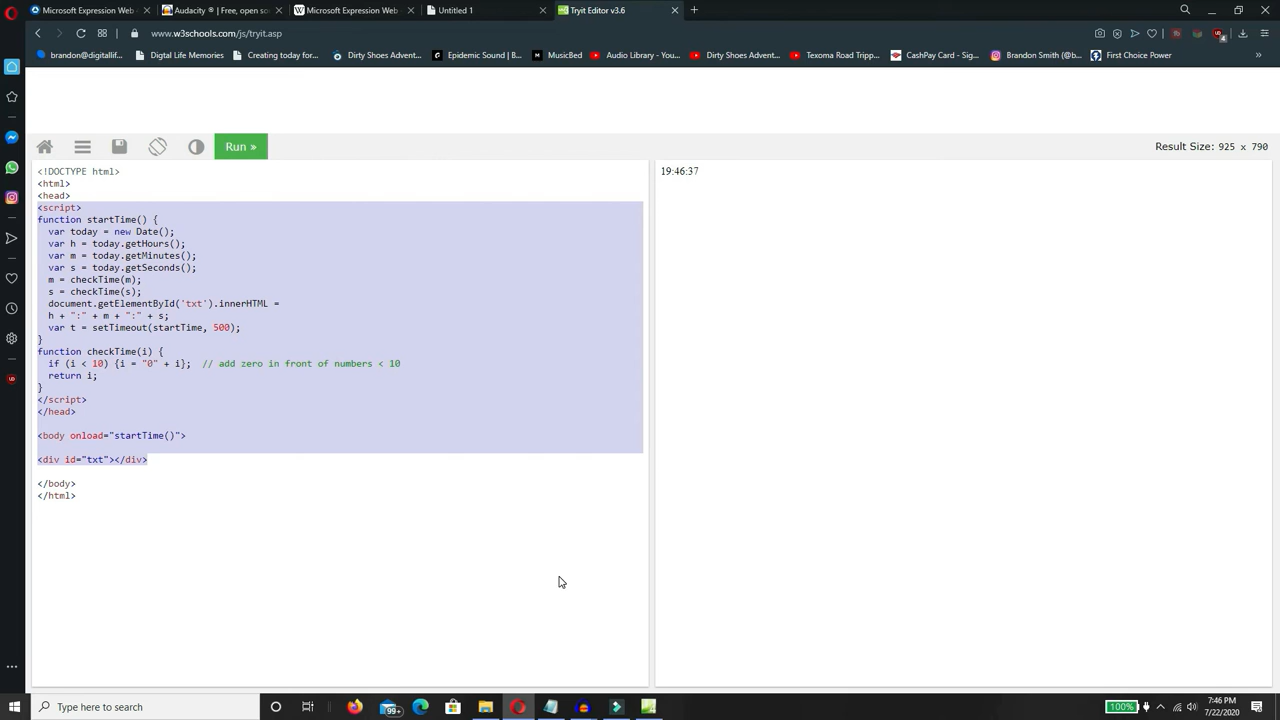 Microsoft Expression Web -
Audacity ® | Free, open so
Microsoft Expression Web -
Untitled 1
Tryit Editor v3.6
www.w3schools.com/js/tryit.asp
brandon@digitallif...
Digital Life Memories
Creating today for...
Dirty Shoes Advent...
Epidemic Sound | B...
MusicBed
Audio Library - You...
Dirty Shoes Advent...
Texoma Road Tripp...
CashPay Card - Sig...
Brandon Smith (@b...
First Choice Power
Run »
Result Size: 925 x 790
<!DOCTYPE html>
<html>
<head>
<script>
function startTime() {
var today = new Date();
var h = today.getHours();
var m = today.getMinutes();
var s = today.getSeconds();
m = checkTime(m);
s = checkTime(s);
document.getElementById('txt').innerHTML =
h + ":" + m + ":" + s;
var t = setTimeout(startTime, 500);
}
function checkTime(i) {
if (i < 10) {i = "0" + i};  // add zero in front of numbers < 10
return i;
}
</script>
</head>
<body onload="startTime()">
<div id="txt"></div>
</body>
</html>
19:46:37
Type here to search
99+
100%
7:46 PM
7/22/2020